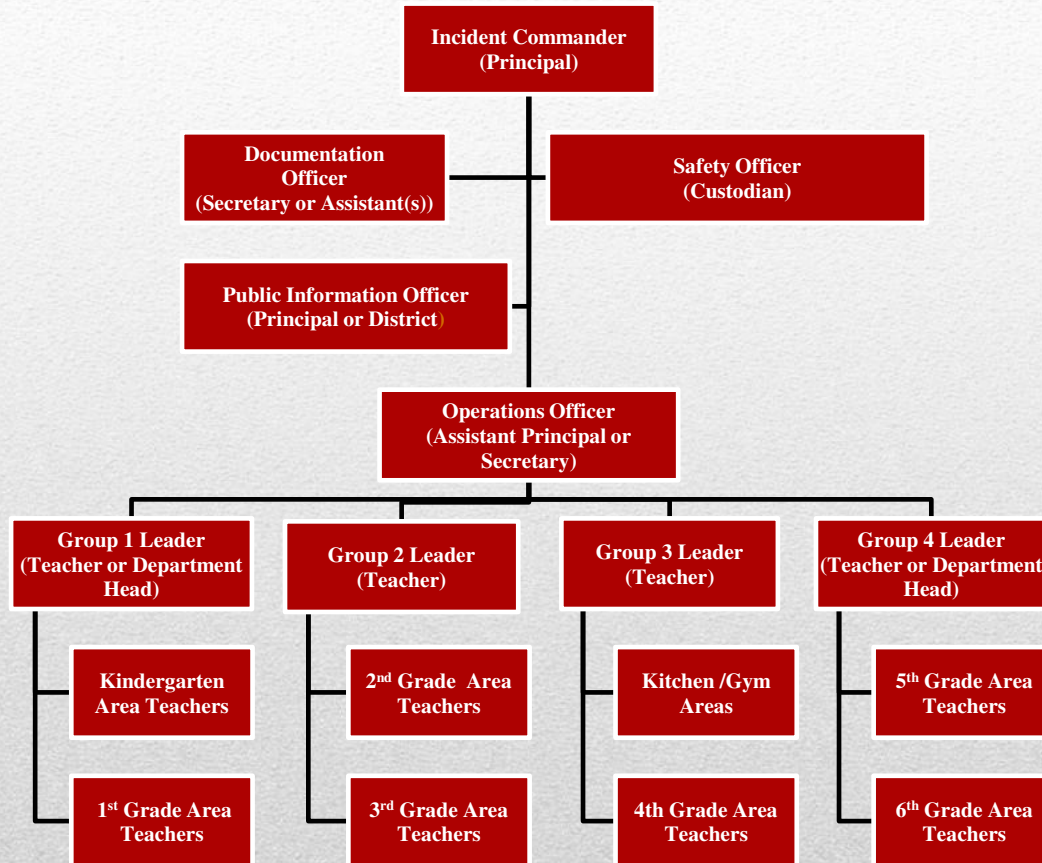 Incident Commander
(Principal)
Documentation
Officer
(Secretary or Assistant(s))
Safety Officer
(Custodian)
Public Information Officer
(Principal or District)
Operations Officer
(Assistant Principal or
Secretary)
Group 1 Leader
(Teacher or Department
Head)
Group 2 Leader
(Teacher)
Group 3 Leader
(Teacher)
Group 4 Leader
(Teacher or Department
Head)
Kindergarten
Area Teachers
2nd Grade Area
Teachers
Kitchen /Gym
Areas
5th Grade Area
Teachers
1st Grade Area
Teachers
3rd Grade Area
Teachers
4th Grade Area
Teachers
6th Grade Area
Teachers